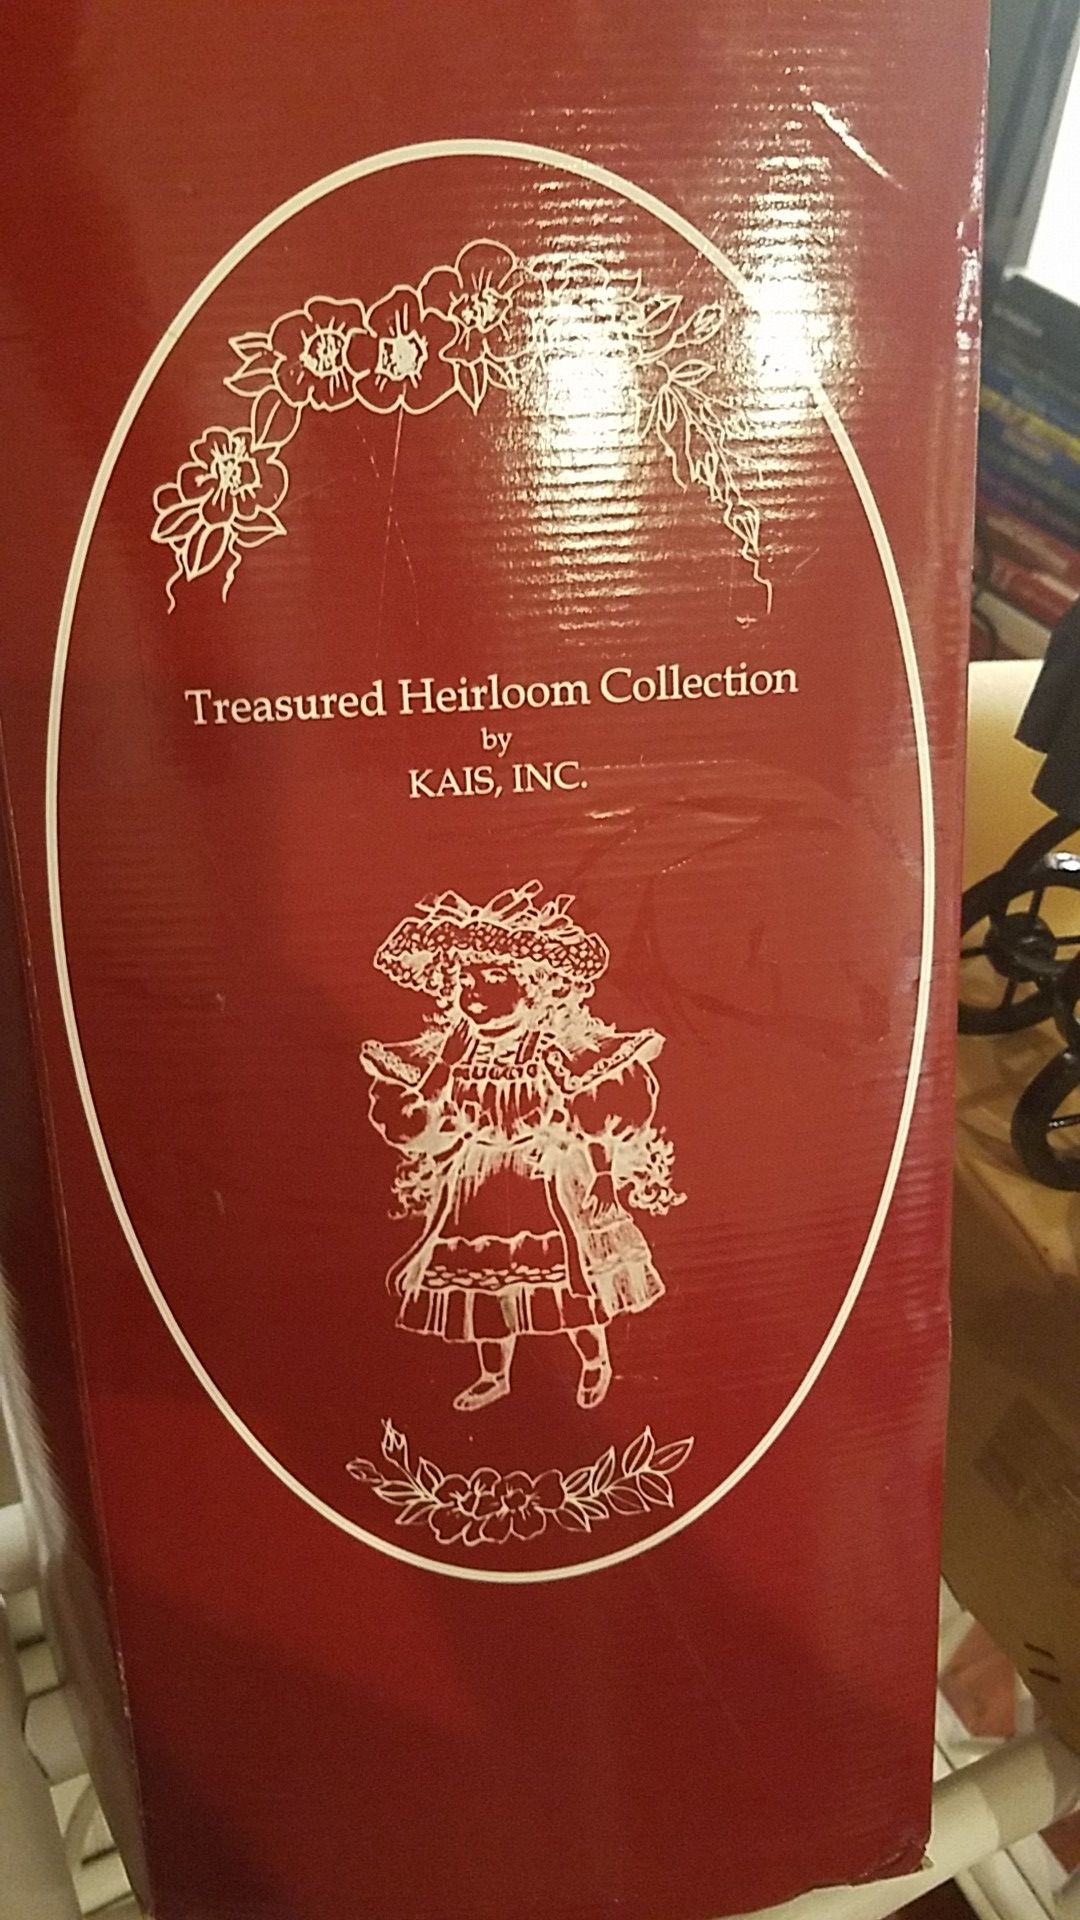 Treasured Heirloom Collection
by
KAIS, INC.